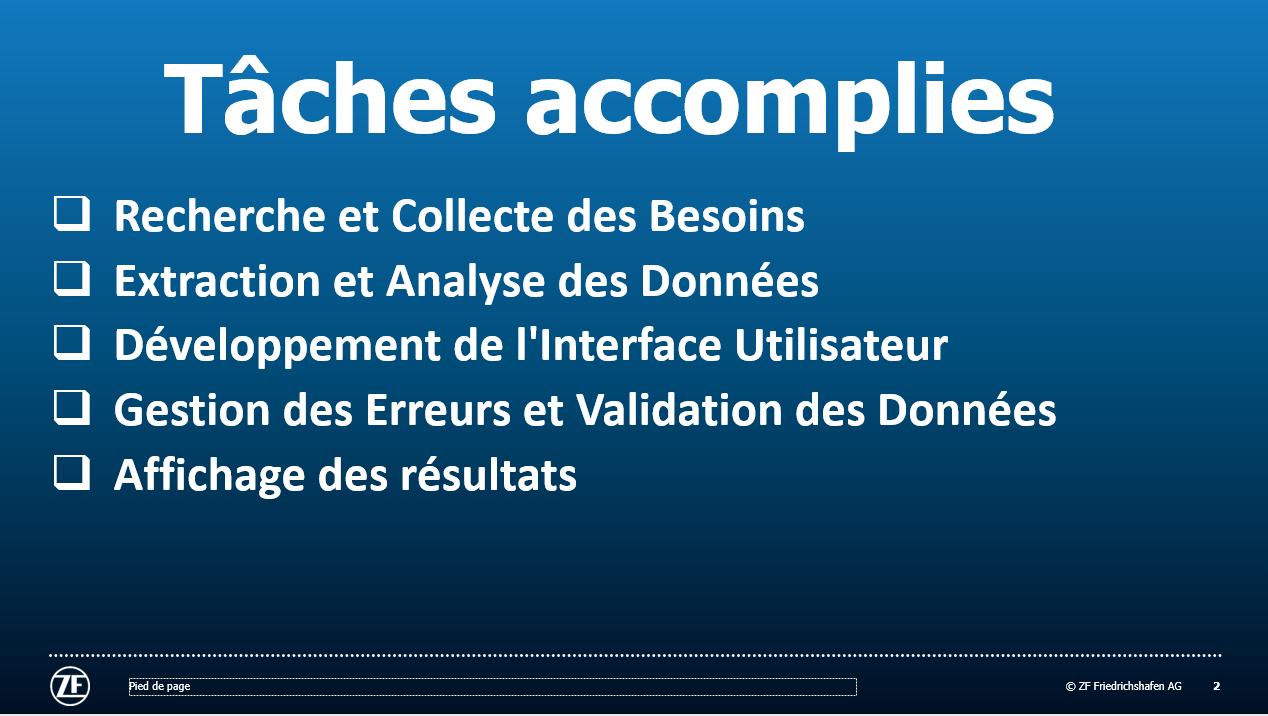 Tâches accomplies
Recherche et Collecte des Besoins
Extraction et Analyse des Données
Développement de l'Interface Utilisateur
Gestion des Erreurs et Validation des Données
Affichage des résultats
ZF
Pied de page
© ZF Friedrichshafen AG
2